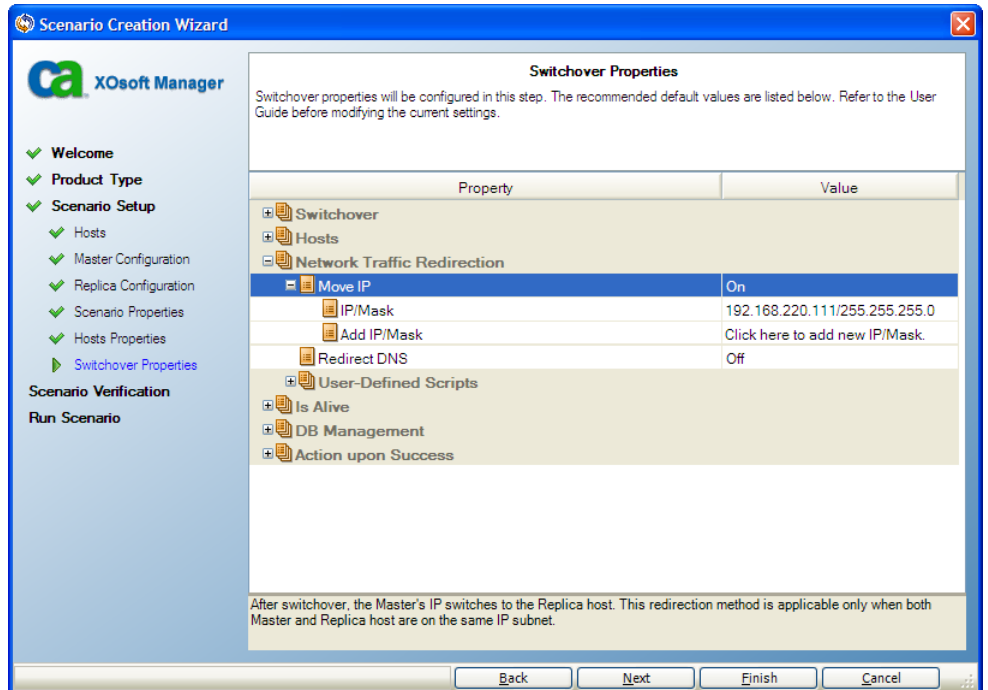 Scenario Creation Wizard
ca XOsoft Manager
Welcome
Product Type
Scenario Setup
Hosts
Master Configuration
Replica Configuration
Scenario Properties
Hosts Properties
Switchover Properties
Scenario Verification
Run Scenario
Switchover Properties
Switchover properties will be configured in this step. The recommended default values are listed below. Refer to the User
Guide before modifying the current settings.
Property Value
Switchover
Hosts
Network Traffic Redirection
Move IP On
IP/Mask 192.168.220.111/255.255.255.0
Add IP/Mask Click here to add new IP/Mask.
Redirect DNS Off
User-Defined Scripts
Is Alive
DB Management
Action upon Success
After switchover, the Master's IP switches to the Replica host. This redirection method is applicable only when both
Master and Replica host are on the same IP subnet.
Back Next Finish Cancel